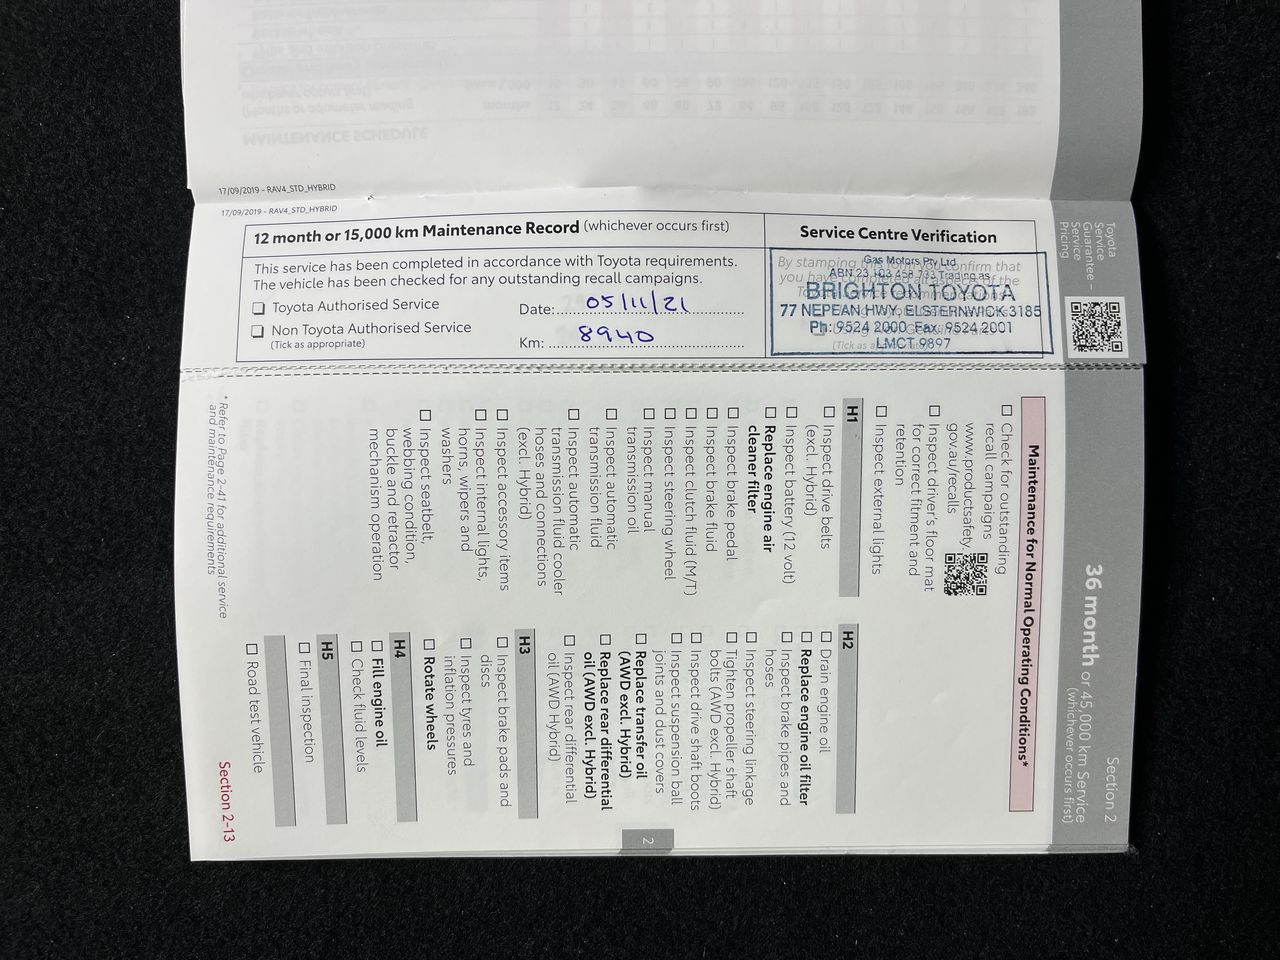 17/09/2019 - RAV4_STD_HYBRID
17/09/2019 - RAV4_STD_HYBRID
12 month or 15,000 km Maintenance Record (whichever occurs first)
This service has been completed in accordance with Toyota requirements.
The vehicle has been checked for any outstanding recall campaigns.
☐ Toyota Authorised Service
☐ Non Toyota Authorised Service
(Tick as appropriate)
Date: 05/11/21
Km: 8940
Service Centre Verification
Gas Motors Pty Ltd
Trading as
BRIGHTON TOYOTA
77 NEPEAN HWY, ELSTERNWICK 3185
Ph: 9524 2000 Fax: 9524 2001
LMCT 9897
Toyota
Service
Guarantee –
Service
Pricing
Section 2
36 month or 45,000 km Service
(whichever occurs first)
Maintenance for Normal Operating Conditions*
☐ Check for outstanding
recall campaigns
www.productsafety.
gov.au/recalls
☐ Inspect driver's floor mat
for correct fitment and
retention
☐ Inspect external lights
H1
☐ Inspect drive belts
(excl. Hybrid)
☐ Inspect battery (12 volt)
☐ Replace engine air
cleaner filter
☐ Inspect brake pedal
☐ Inspect brake fluid
☐ Inspect clutch fluid (M/T)
☐ Inspect steering wheel
☐ Inspect manual
transmission oil
☐ Inspect automatic
transmission fluid
☐ Inspect automatic
transmission fluid cooler
hoses and connections
(excl. Hybrid)
☐ Inspect accessory items
☐ Inspect internal lights,
horns, wipers and
washers
☐ Inspect seatbelt,
webbing condition,
buckle and retractor
mechanism operation
H2
☐ Drain engine oil
☐ Replace engine oil filter
☐ Inspect brake pipes and
hoses
☐ Inspect steering linkage
☐ Tighten propeller shaft
bolts (AWD excl. Hybrid)
☐ Inspect drive shaft boots
☐ Inspect suspension ball
joints and dust covers
☐ Replace transfer oil
(AWD excl. Hybrid)
☐ Replace rear differential
oil (AWD excl. Hybrid)
☐ Inspect rear differential
oil (AWD Hybrid)
H3
☐ Inspect brake pads and
discs
☐ Inspect tyres and
inflation pressures
☐ Rotate wheels
H4
☐ Fill engine oil
☐ Check fluid levels
H5
☐ Final inspection
☐ Road test vehicle
* Refer to Page 2-41 for additional service
and maintenance requirements
Section 2-13
2